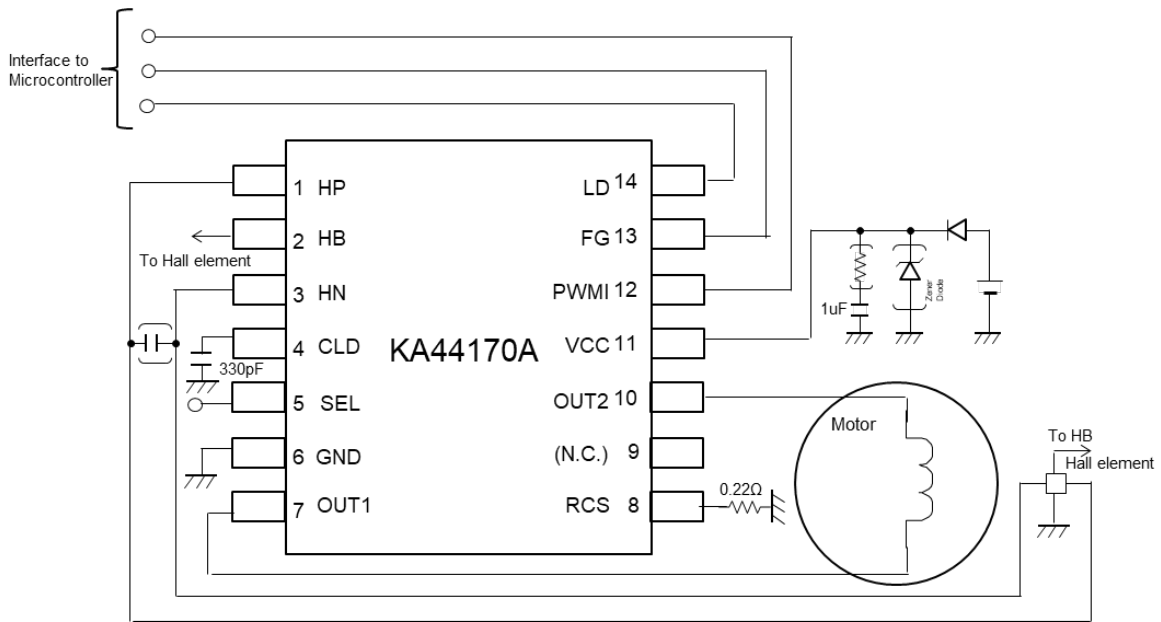 Interface to
Microcontroller
1 HP
LD 14
2 HB
FG 13
To Hall element
3 HN
PWMI 12
1uF
Zener
Diode
4 CLD
KA44170A
VCC 11
330pF
5 SEL
OUT2 10
Motor
6 GND
(N.C.) 9
To HB
Hall element
7 OUT1
RCS 8
0.22Ω